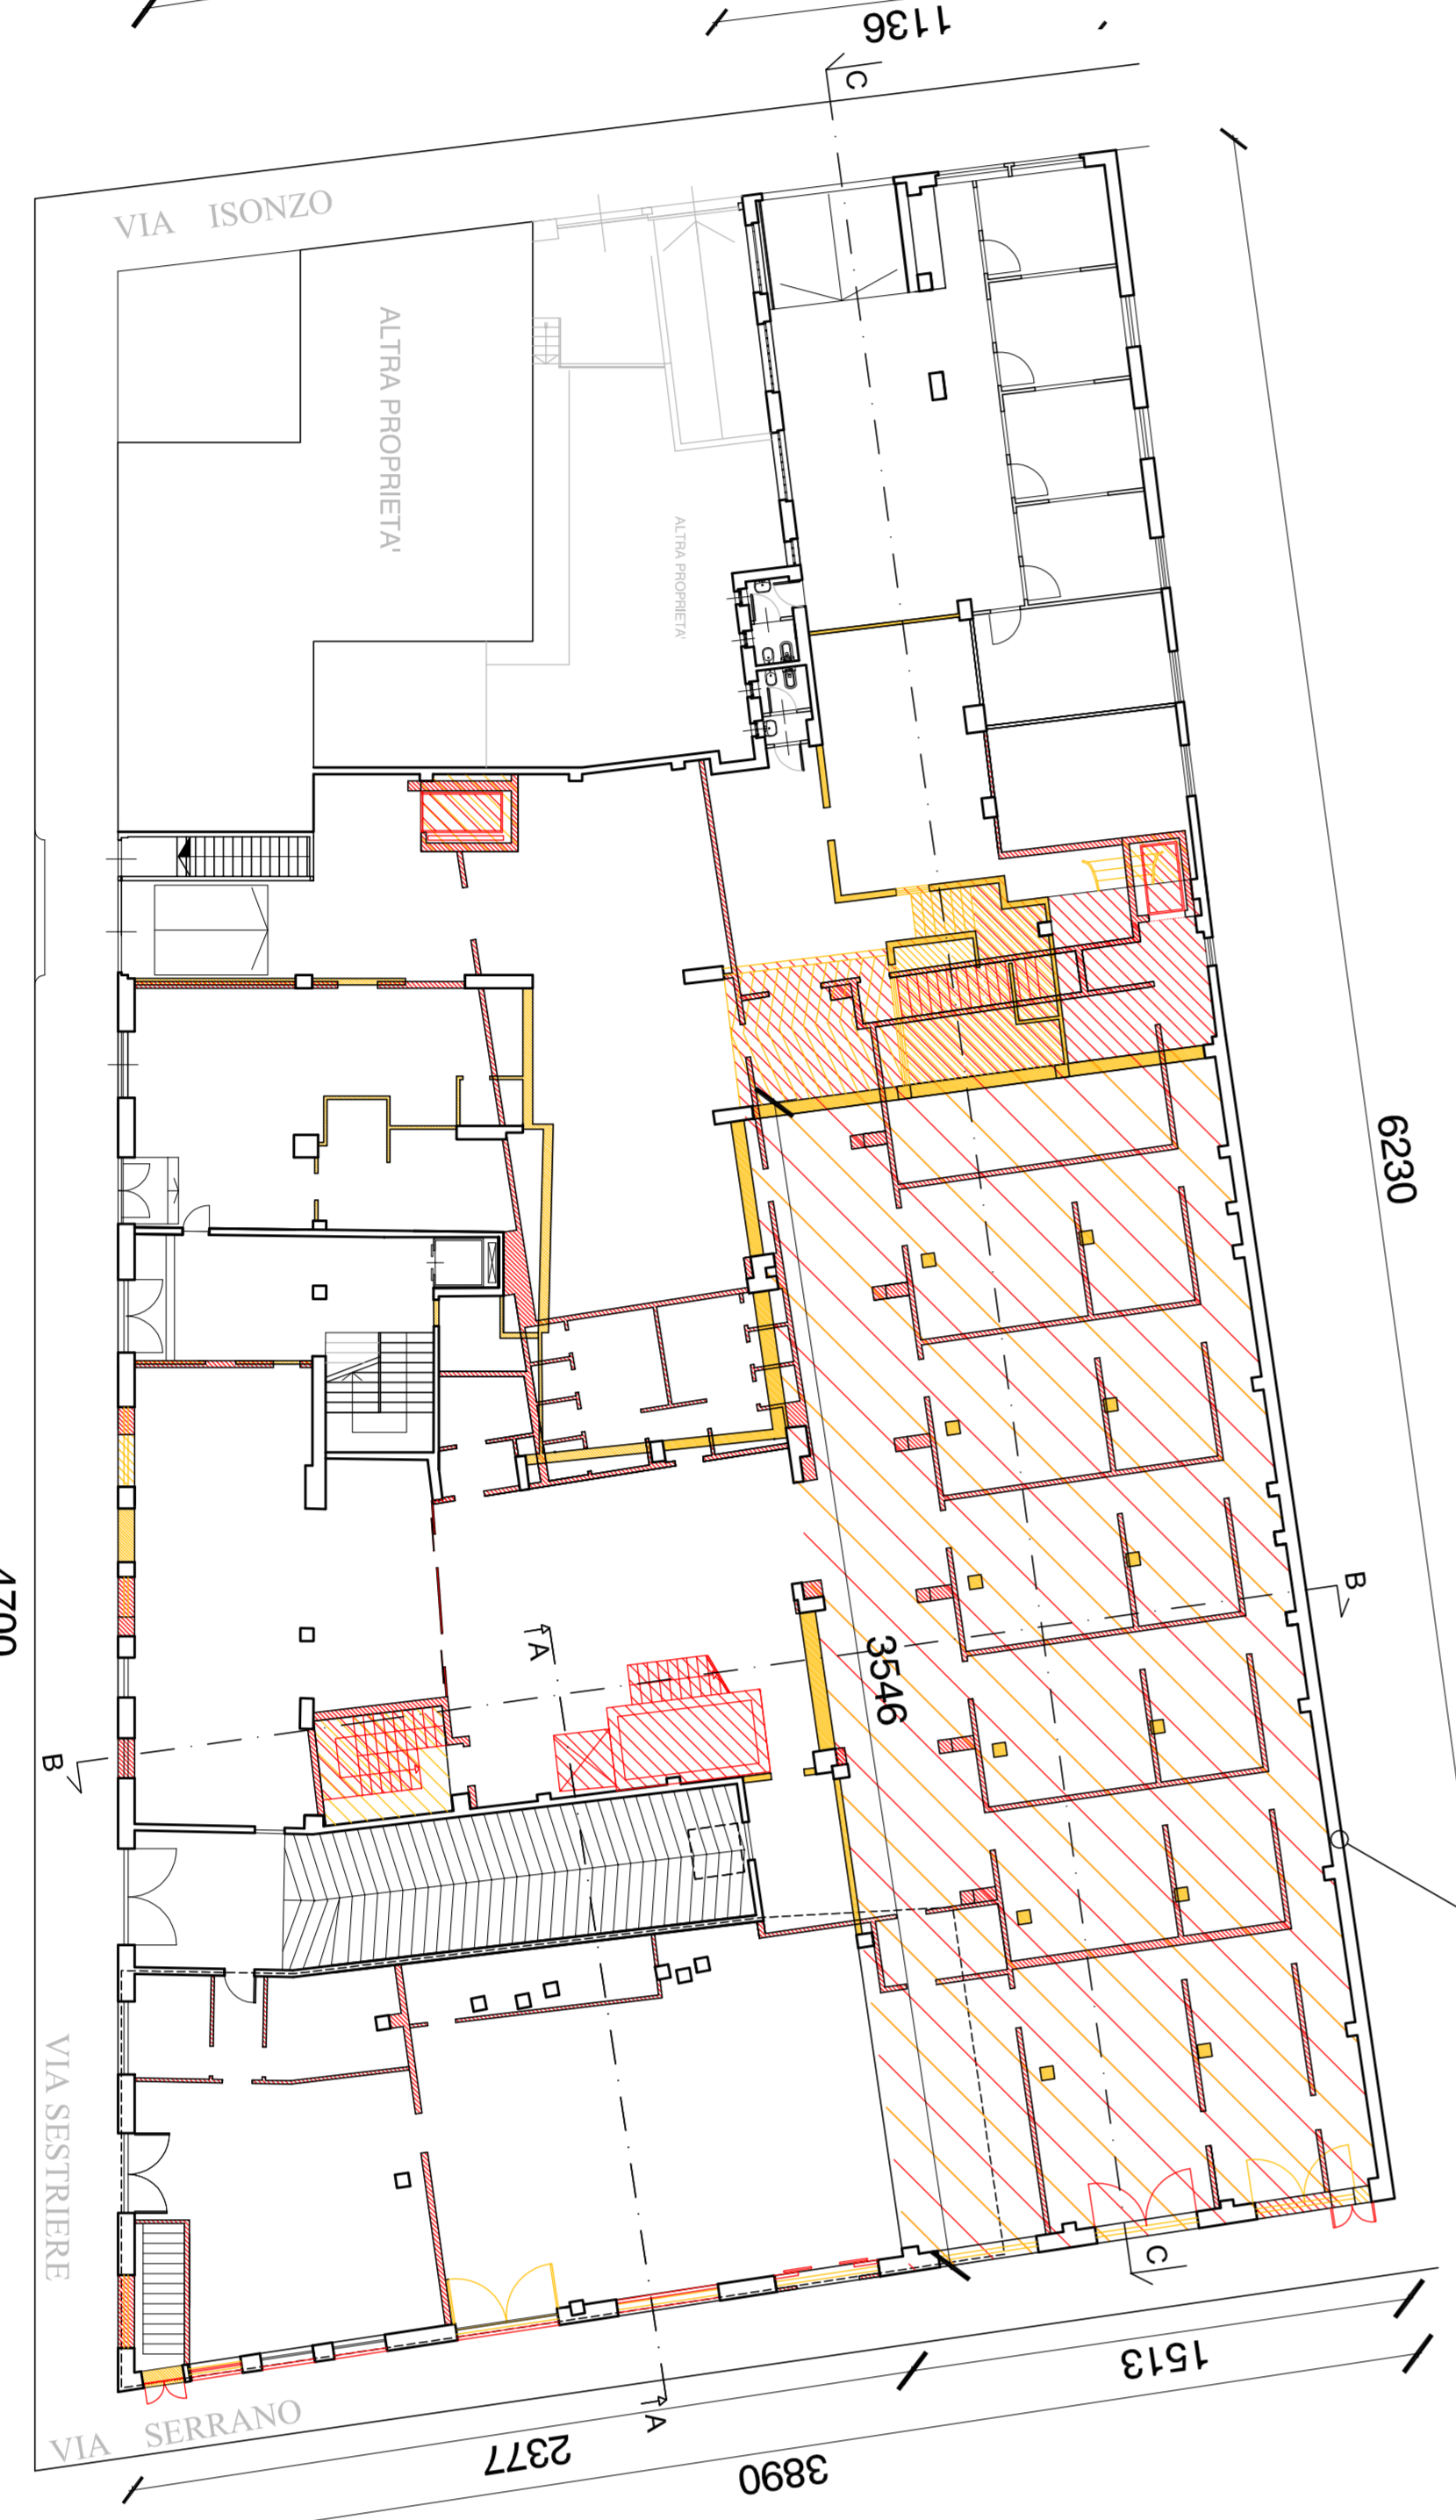 1136
C
VIA ISONZO
ALTRA PROPRIETA'
ALTRA PROPRIETA'
6230
B
A
3546
B
VIA SESTRIERE
C
1513
A
VIA SERRANO
2377
3890